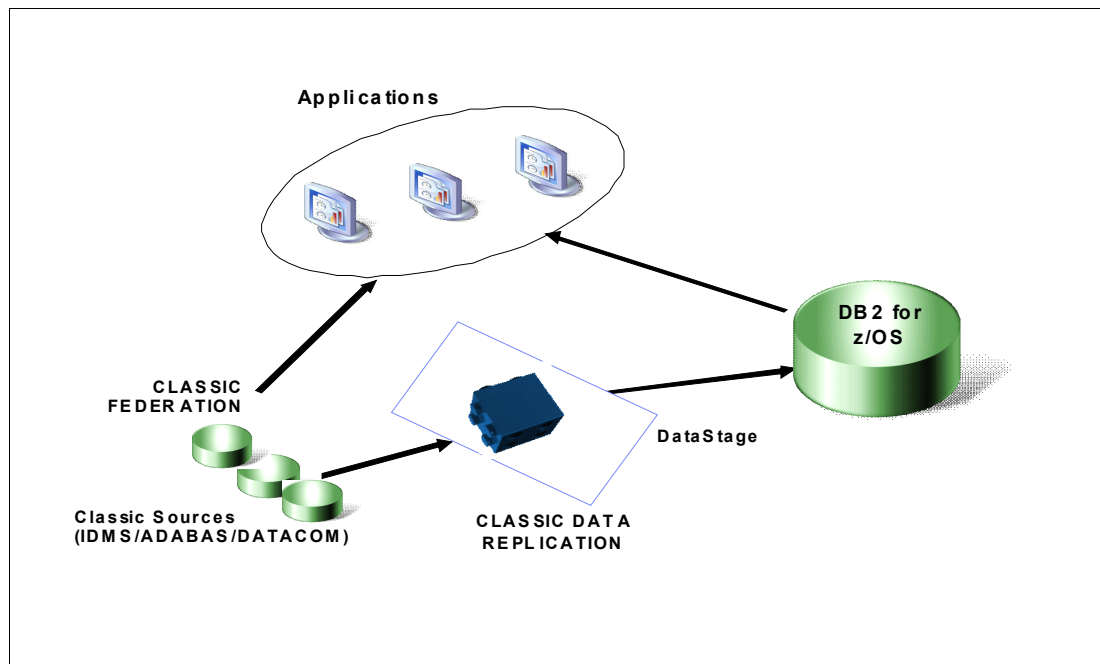 Applications
DB2 for
z/OS
CLASSIC
FEDERATION
DataStage
Classic Sources
(IDMS/ADABAS/DATACOM)
CLASSIC DATA
REPLICATION